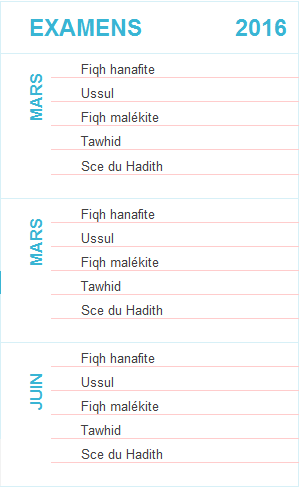 EXAMENS 2016
MARS
Fiqh hanafite
Ussul
Fiqh malékite
Tawhid
Sce du Hadith
MARS
Fiqh hanafite
Ussul
Fiqh malékite
Tawhid
Sce du Hadith
JUIN
Fiqh hanafite
Ussul
Fiqh malékite
Tawhid
Sce du Hadith